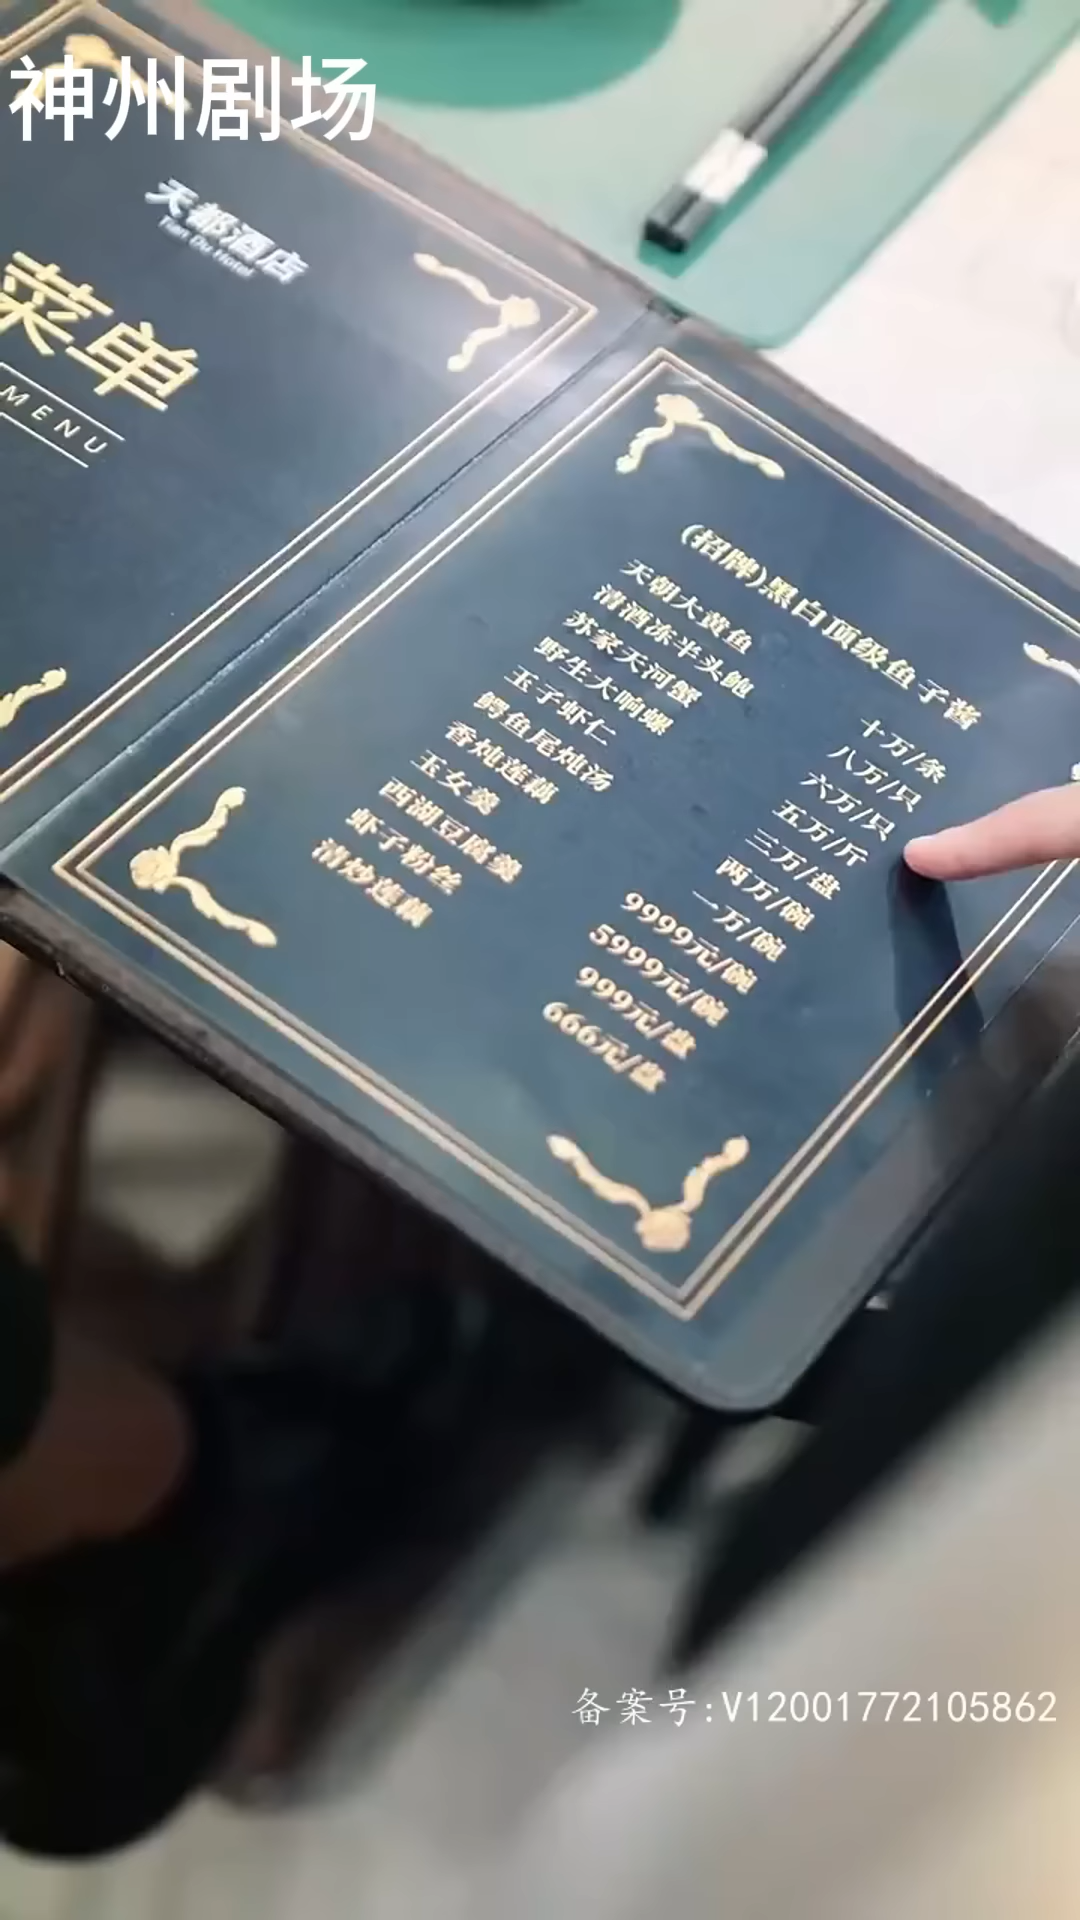 神州剧场
天都酒店
Tian Du Hotel
菜单
MENU
(招牌)黑白顶级鱼子酱
天朝大黄鱼 十万/条
清酒冻半头鲍 八万/只
苏家天河蟹 六万/只
野生大响螺 五万/斤
玉子虾仁 三万/盘
鳄鱼尾炖汤 两万/碗
香炖莲藕 一万/碗
玉女羹 9999元/碗
西湖豆腐羹 5999元/碗
虾子粉丝 999元/盘
清炒莲藕 666元/盘
备案号:V12001772105862